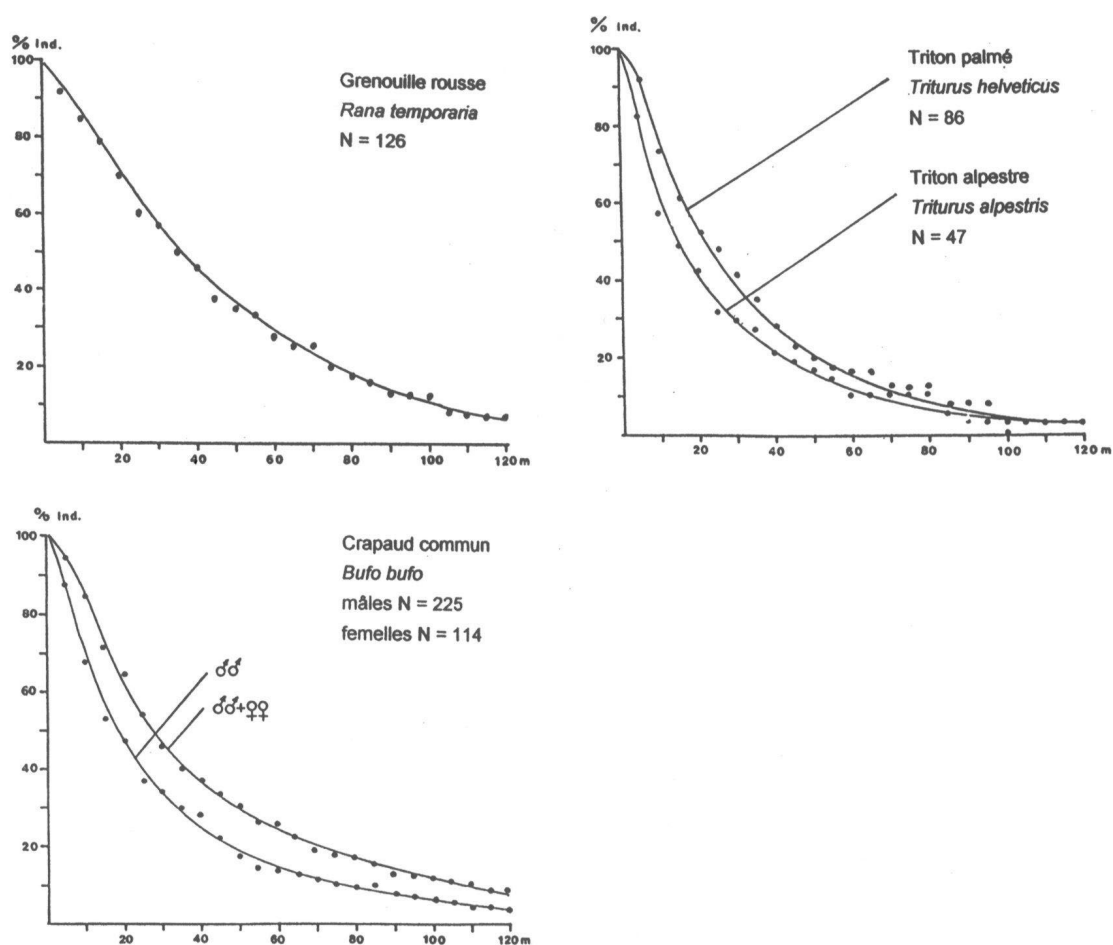 % Ind.
100
80
60
40
20
20 40 60 80 100 120 m
Grenouille rousse
Rana temporaria
N = 126
% Ind.
100
80
60
40
20
20 40 60 80 100 120 m
Triton palmé
Triturus helveticus
N = 86
Triton alpestre
Triturus alpestris
N = 47
% Ind.
100
80
60
40
20
20 40 60 80 100 120 m
Crapaud commun
Bufo bufo
mâles N = 225
femelles N = 114
♂♂
♂♂+♀♀